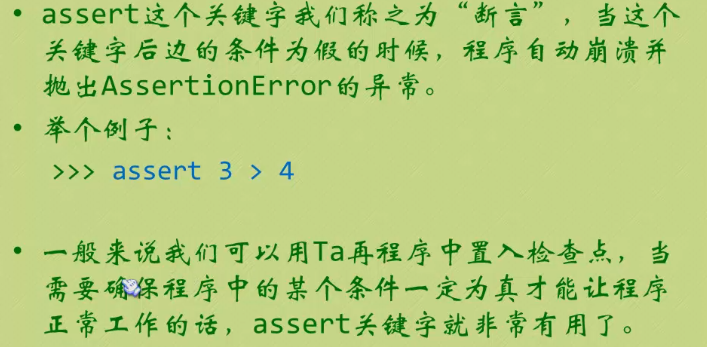 • assert这个关键字我们称之为“断言”，当这个
关键字后边的条件为假的时候，程序自动崩溃并
抛出AssertionError的异常。
• 举个例子：
>>> assert 3 > 4
• 一般来说我们可以用Ta再程序中置入检查点，当
需要确保程序中的某个条件一定为真才能让程序
正常工作的话，assert关键字就非常有用了。